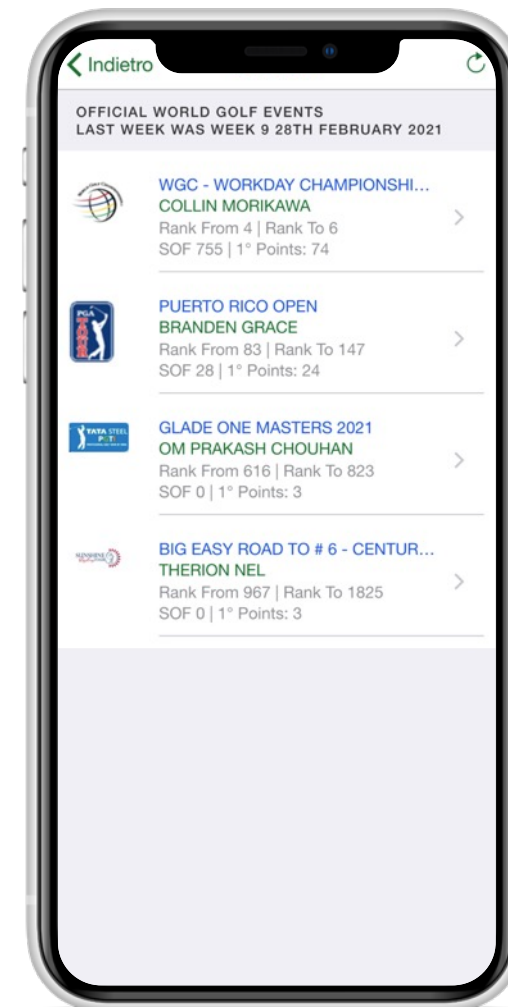 Indietro
OFFICIAL WORLD GOLF EVENTS
LAST WEEK WAS WEEK 9 28TH FEBRUARY 2021
WGC - WORKDAY CHAMPIONSHI...
COLLIN MORIKAWA
Rank From 4 | Rank To 6
SOF 755 | 1° Points: 74
PGA
TOUR
PUERTO RICO OPEN
BRANDEN GRACE
Rank From 83 | Rank To 147
SOF 28 | 1° Points: 24
TATA STEEL
PGTI
GLADE ONE MASTERS 2021
OM PRAKASH CHOUHAN
Rank From 616 | Rank To 823
SOF 0 | 1° Points: 3
SUNSHINE
BIG EASY ROAD TO # 6 - CENTUR...
THERION NEL
Rank From 967 | Rank To 1825
SOF 0 | 1° Points: 3